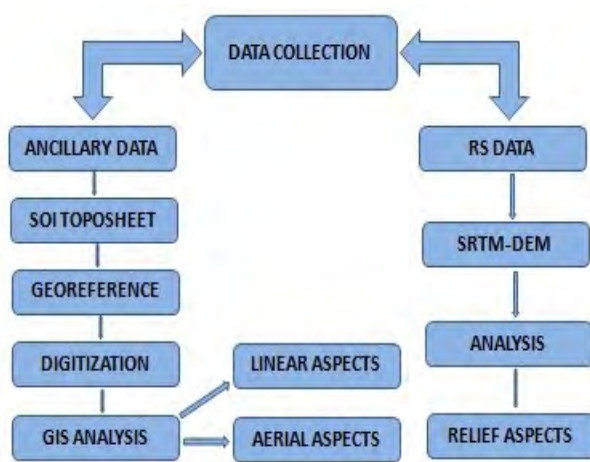 DATA COLLECTION
ANCILLARY DATA
SOI TOPOSHEET
GEOREFERENCE
DIGITIZATION
GIS ANALYSIS
LINEAR ASPECTS
AERIAL ASPECTS
RS DATA
SRTM-DEM
ANALYSIS
RELIEF ASPECTS